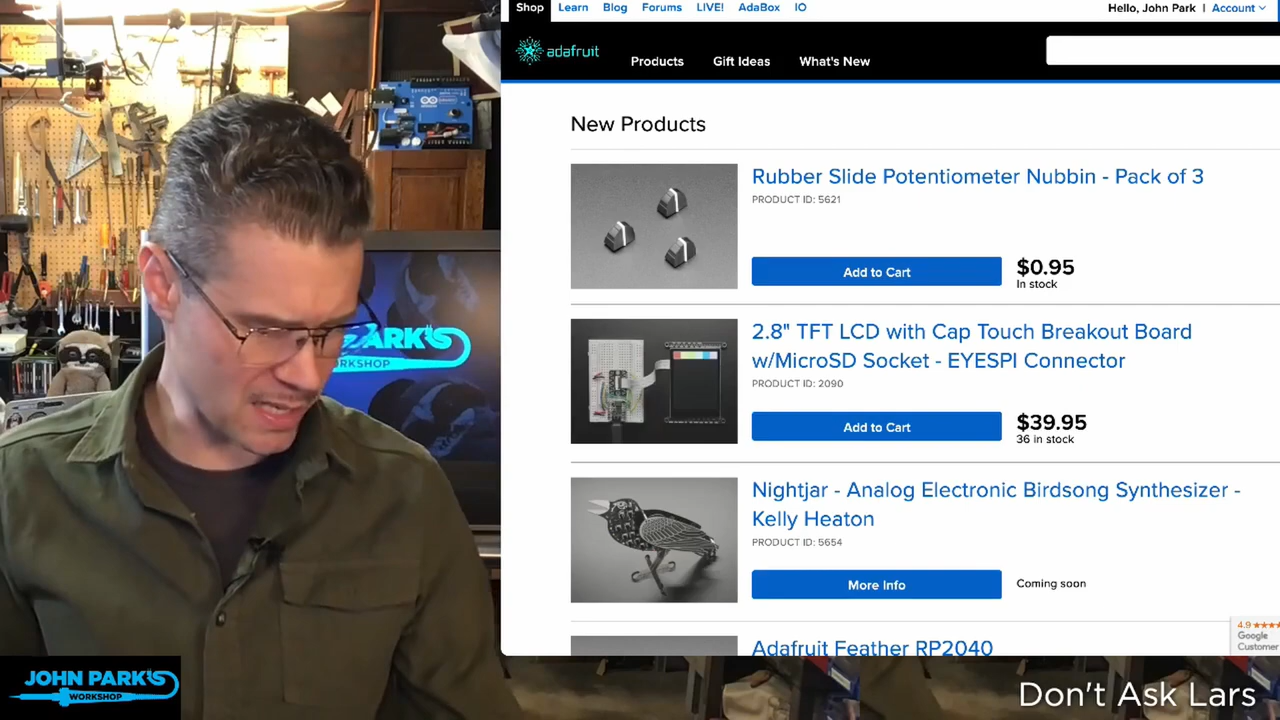 Shop Learn Blog Forums LIVE! AdaBox IO
Hello, John Park | Account
adafruit
Products Gift Ideas What's New
New Products
Rubber Slide Potentiometer Nubbin - Pack of 3
PRODUCT ID: 5621
Add to Cart
$0.95
In stock
2.8" TFT LCD with Cap Touch Breakout Board
w/MicroSD Socket - EYESPI Connector
PRODUCT ID: 2090
Add to Cart
$39.95
36 in stock
Nightjar - Analog Electronic Birdsong Synthesizer -
Kelly Heaton
PRODUCT ID: 5654
More Info
Coming soon
Adafruit Feather RP2040
4.9
Google
Customer
PARK'S
WORKSHOP
JOHN PARK'S
WORKSHOP
Don't Ask Lars